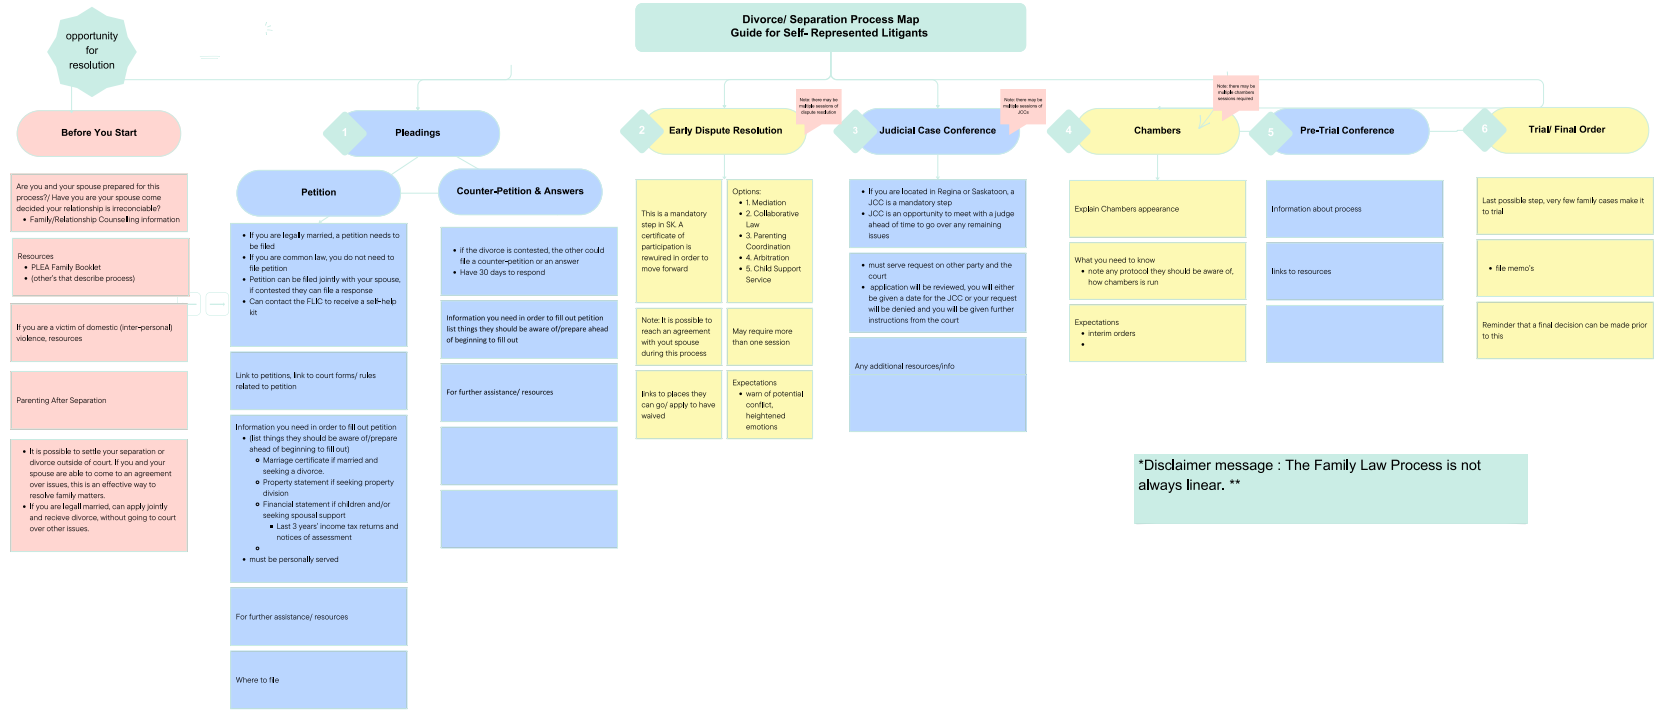 opportunity
for
resolution
Divorce/ Separation Process Map
Guide for Self- Represented Litigants
Before You Start
Are you and your spouse prepared for this
process?/ Have you are your spouse come
decided your relationship is irreconciable?
• Family/Relationship Counselling information
Resources
• PLEA Family Booklet
• (other's that describe process)
If you are a victim of domestic (inter-personal)
violence, resources
Parenting After Separation
• It is possible to settle your separation or
divorce outside of court. If you and your
spouse are able to come to an agreement
over issues, this is an effective way to
resolve family matters.
• If you are legall married, can apply jointly
and recieve divorce, without going to court
over other issues.
1
Pleadings
Petition
• If you are legally married, a petition needs to
be filed
• If you are common law, you do not need to
file petition
• Petition can be filed jointly with your spouse,
if contested they can file a response
• Can contact the FLIC to receive a self-help
kit
Link to petitions, link to court forms/ rules
related to petition
Information you need in order to fill out petition
• (list things they should be aware of/prepare
ahead of beginning to fill out)
Marriage certificate if married and
seeking a divorce.
Property statement if seeking property
division
Financial statement if children and/or
seeking spousal support
Last 3 years' income tax returns and
notices of assessment
• must be personally served
For further assistance/ resources
Where to file
Counter-Petition & Answers
• if the divorce is contested, the other could
file a counter-petition or an answer
• Have 30 days to respond
Information you need in order to fill out petition
list things they should be aware of/prepare ahead
of beginning to fill out
For further assistance/ resources
2
Early Dispute Resolution
Note: there may be
multiple sessions of
dispute resolution
This is a mandatory
step in SK. A
certificate of
participation is
rewuired in order to
move forward
Note: It is possible to
reach an agreement
with yout spouse
during this process
links to places they
can go/ apply to have
waived
Options:
• 1. Mediation
• 2. Collaborative
Law
• 3. Parenting
Coordination
• 4. Arbitration
• 5. Child Support
Service
May require more
than one session
Expectations
• warn of potential
conflict,
heightened
emotions
3
Judicial Case Conference
Note: there may be
multiple sessions of
JCCs
• If you are located in Regina or Saskatoon, a
JCC is a mandatory step
• JCC is an opportunity to meet with a judge
ahead of time to go over any remaining
issues
• must serve request on other party and the
court
• application will be reviewed, you will either
be given a date for the JCC or your request
will be denied and you will be given further
instructions from the court
Any additional resources/info
4
Chambers
Note: there may be
multiple chambers
sessions required
Explain Chambers appearance
What you need to know
• note any protocol they should be aware of,
how chambers is run
Expectations
• interim orders
•
5
Pre-Trial Conference
Information about process
links to resources
6
Trial/ Final Order
Last possible step, very few family cases make it
to trial
• file memo's
Reminder that a final decision can be made prior
to this
*Disclaimer message : The Family Law Process is not
always linear. **